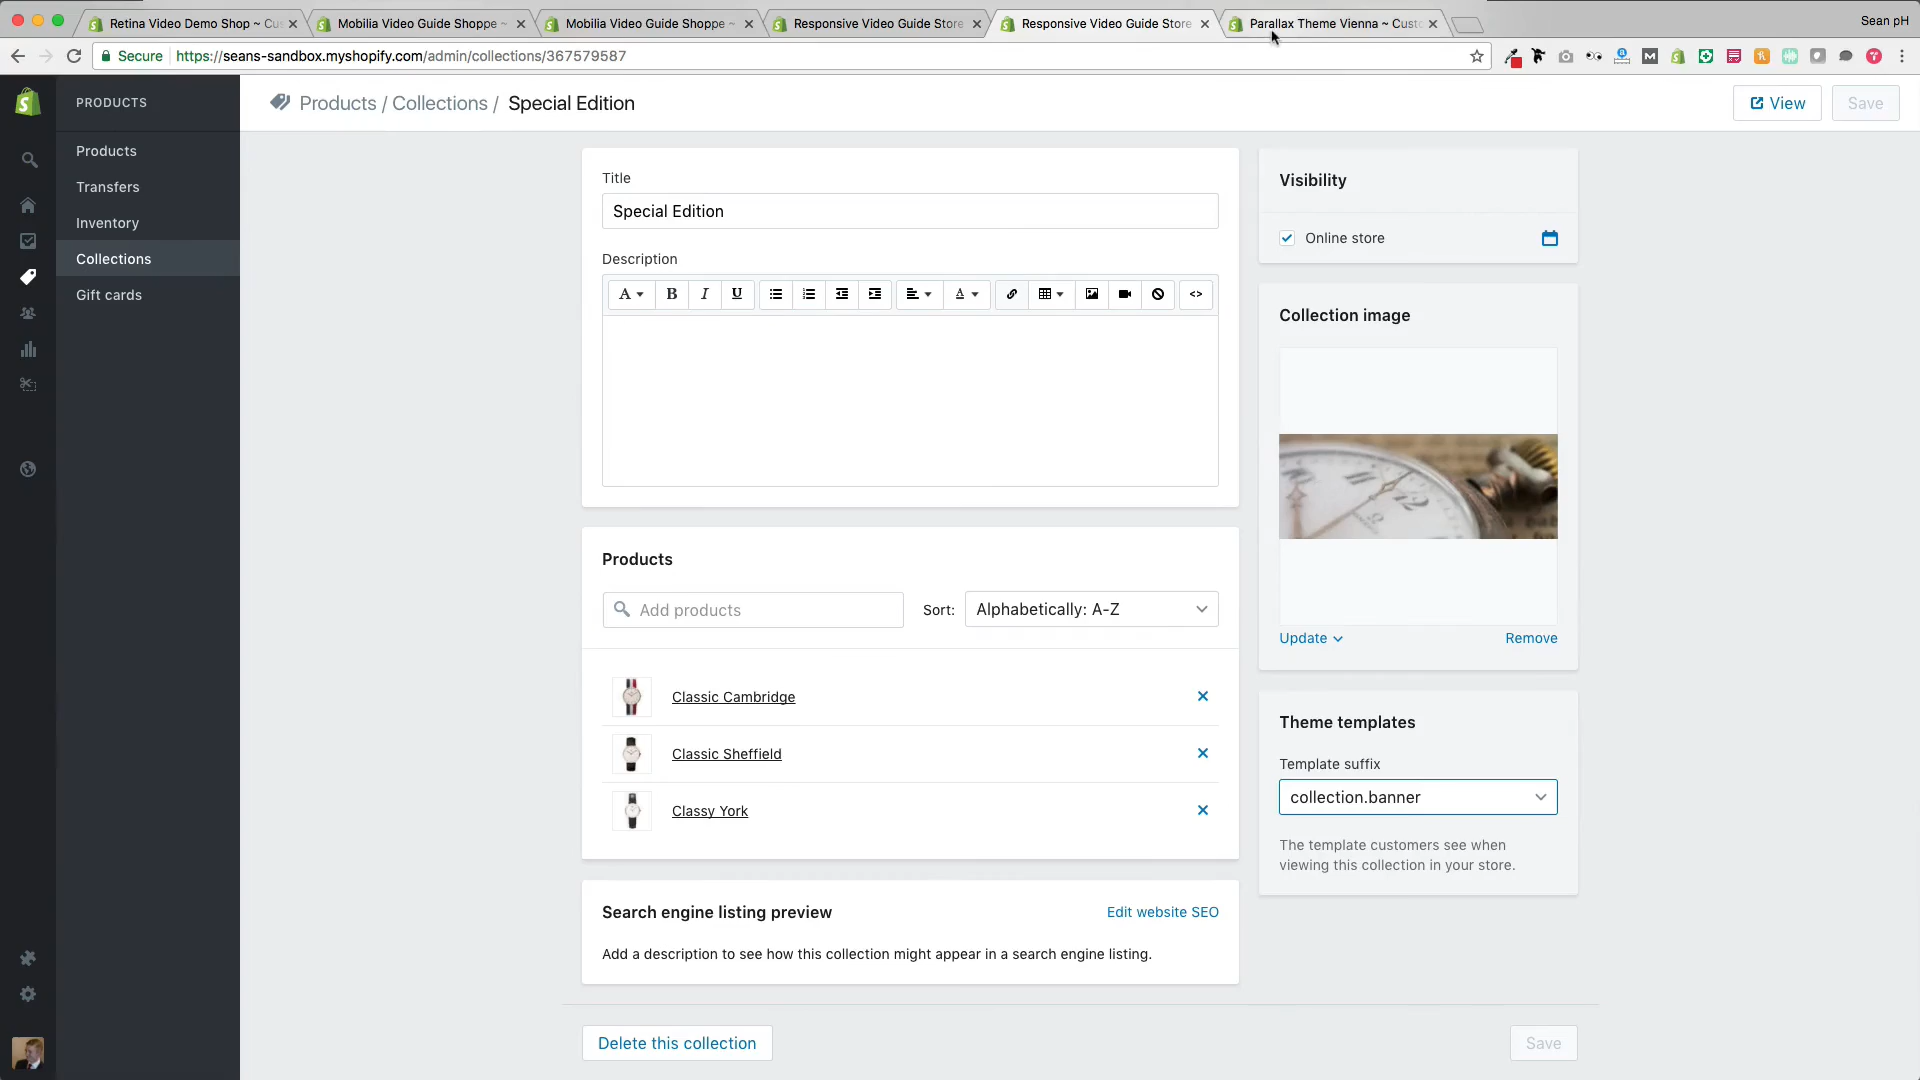 Retina Video Demo Shop ~ Cus
Mobilia Video Guide Shoppe ~
Mobilia Video Guide Shoppe ~
Responsive Video Guide Store
Responsive Video Guide Store
Parallax Theme Vienna ~ Custo
Sean pH
Secure
https://seans-sandbox.myshopify.com/admin/collections/367579587
PRODUCTS
Products
Transfers
Inventory
Collections
Gift cards
Products / Collections / Special Edition
View
Save
Title
Special Edition
Description
A B I U A <>
Visibility
Online store
Collection image
Update
Remove
Products
Add products
Sort:
Alphabetically: A-Z
Classic Cambridge
Classic Sheffield
Classy York
Theme templates
Template suffix
collection.banner
The template customers see when
viewing this collection in your store.
Search engine listing preview
Edit website SEO
Add a description to see how this collection might appear in a search engine listing.
Delete this collection
Save